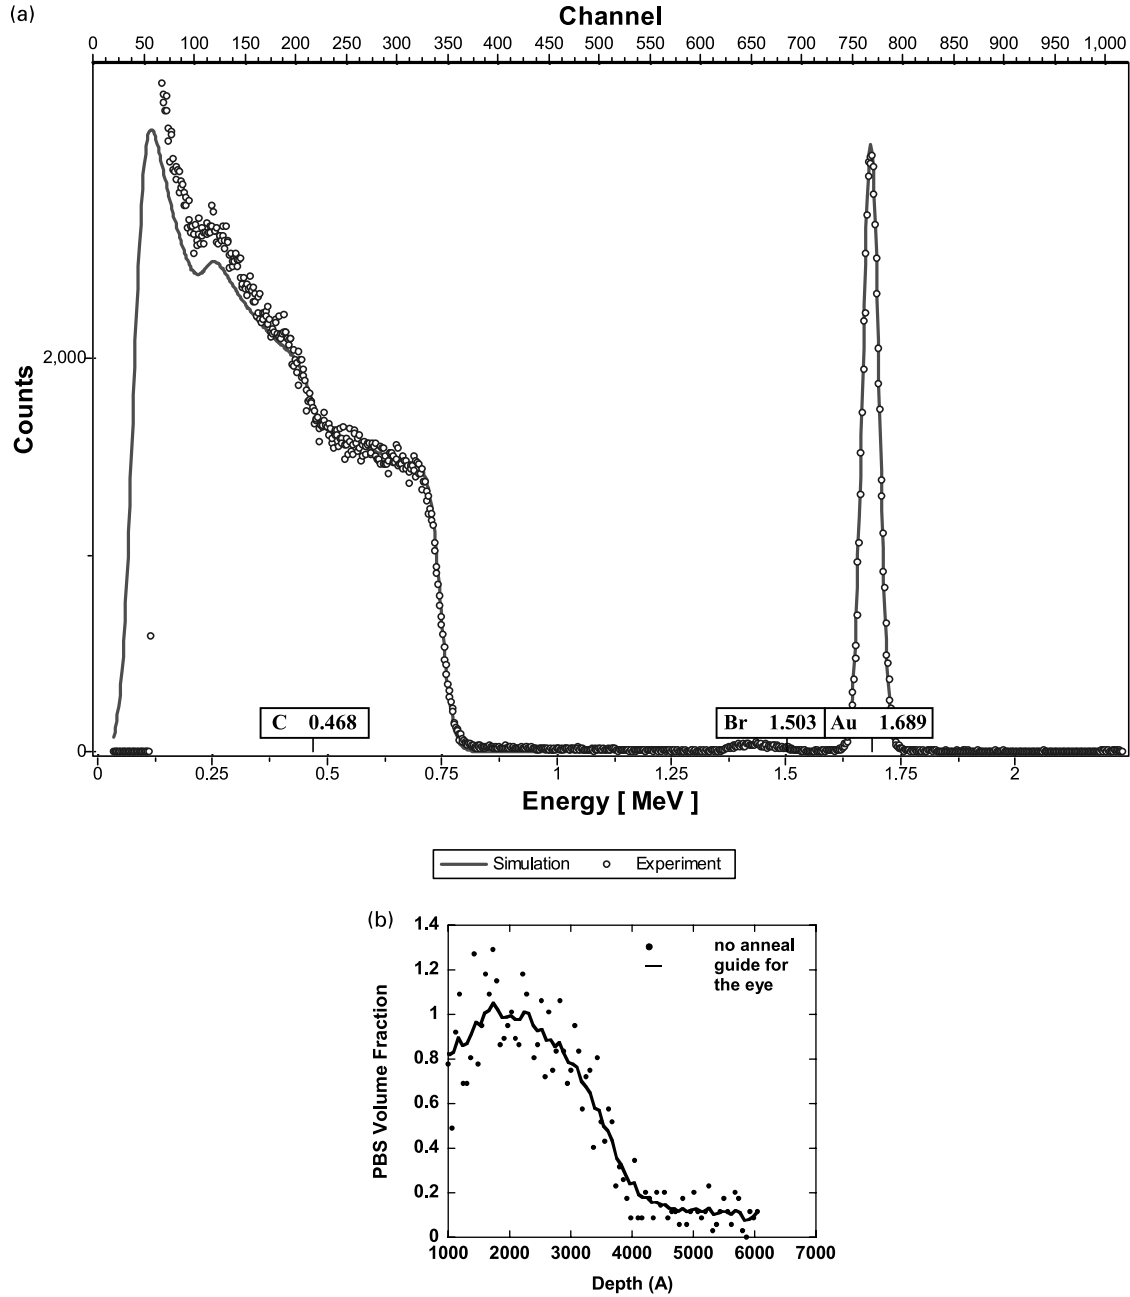 (a)
Channel
0 50 100 150 200 250 300 350 400 450 500 550 600 650 700 750 800 850 900 950 1,000
Counts
2,000
0
C 0.468
Br 1.503
Au 1.689
0 0.25 0.5 0.75 1 1.25 1.5 1.75 2
Energy [ MeV ]
Simulation Experiment
(b)
PBS Volume Fraction
1.4
1.2
1
0.8
0.6
0.4
0.2
0
no anneal
guide for
the eye
1000 2000 3000 4000 5000 6000 7000
Depth (A)